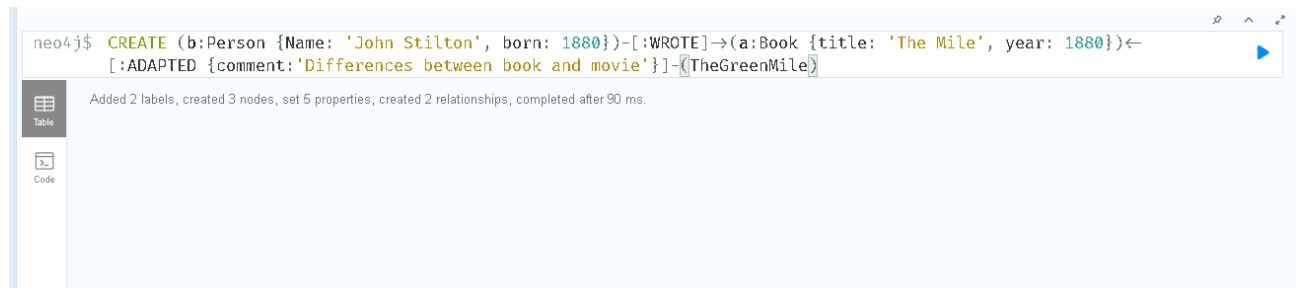 neo4j$ CREATE (b:Person {Name: 'John Stilton', born: 1880})-[:WROTE]→(a:Book {title: 'The Mile', year: 1880})←
[:ADAPTED {comment:'Differences between book and movie'}]-(TheGreenMile)
Added 2 labels, created 3 nodes, set 5 properties, created 2 relationships, completed after 90 ms.
Table
Code